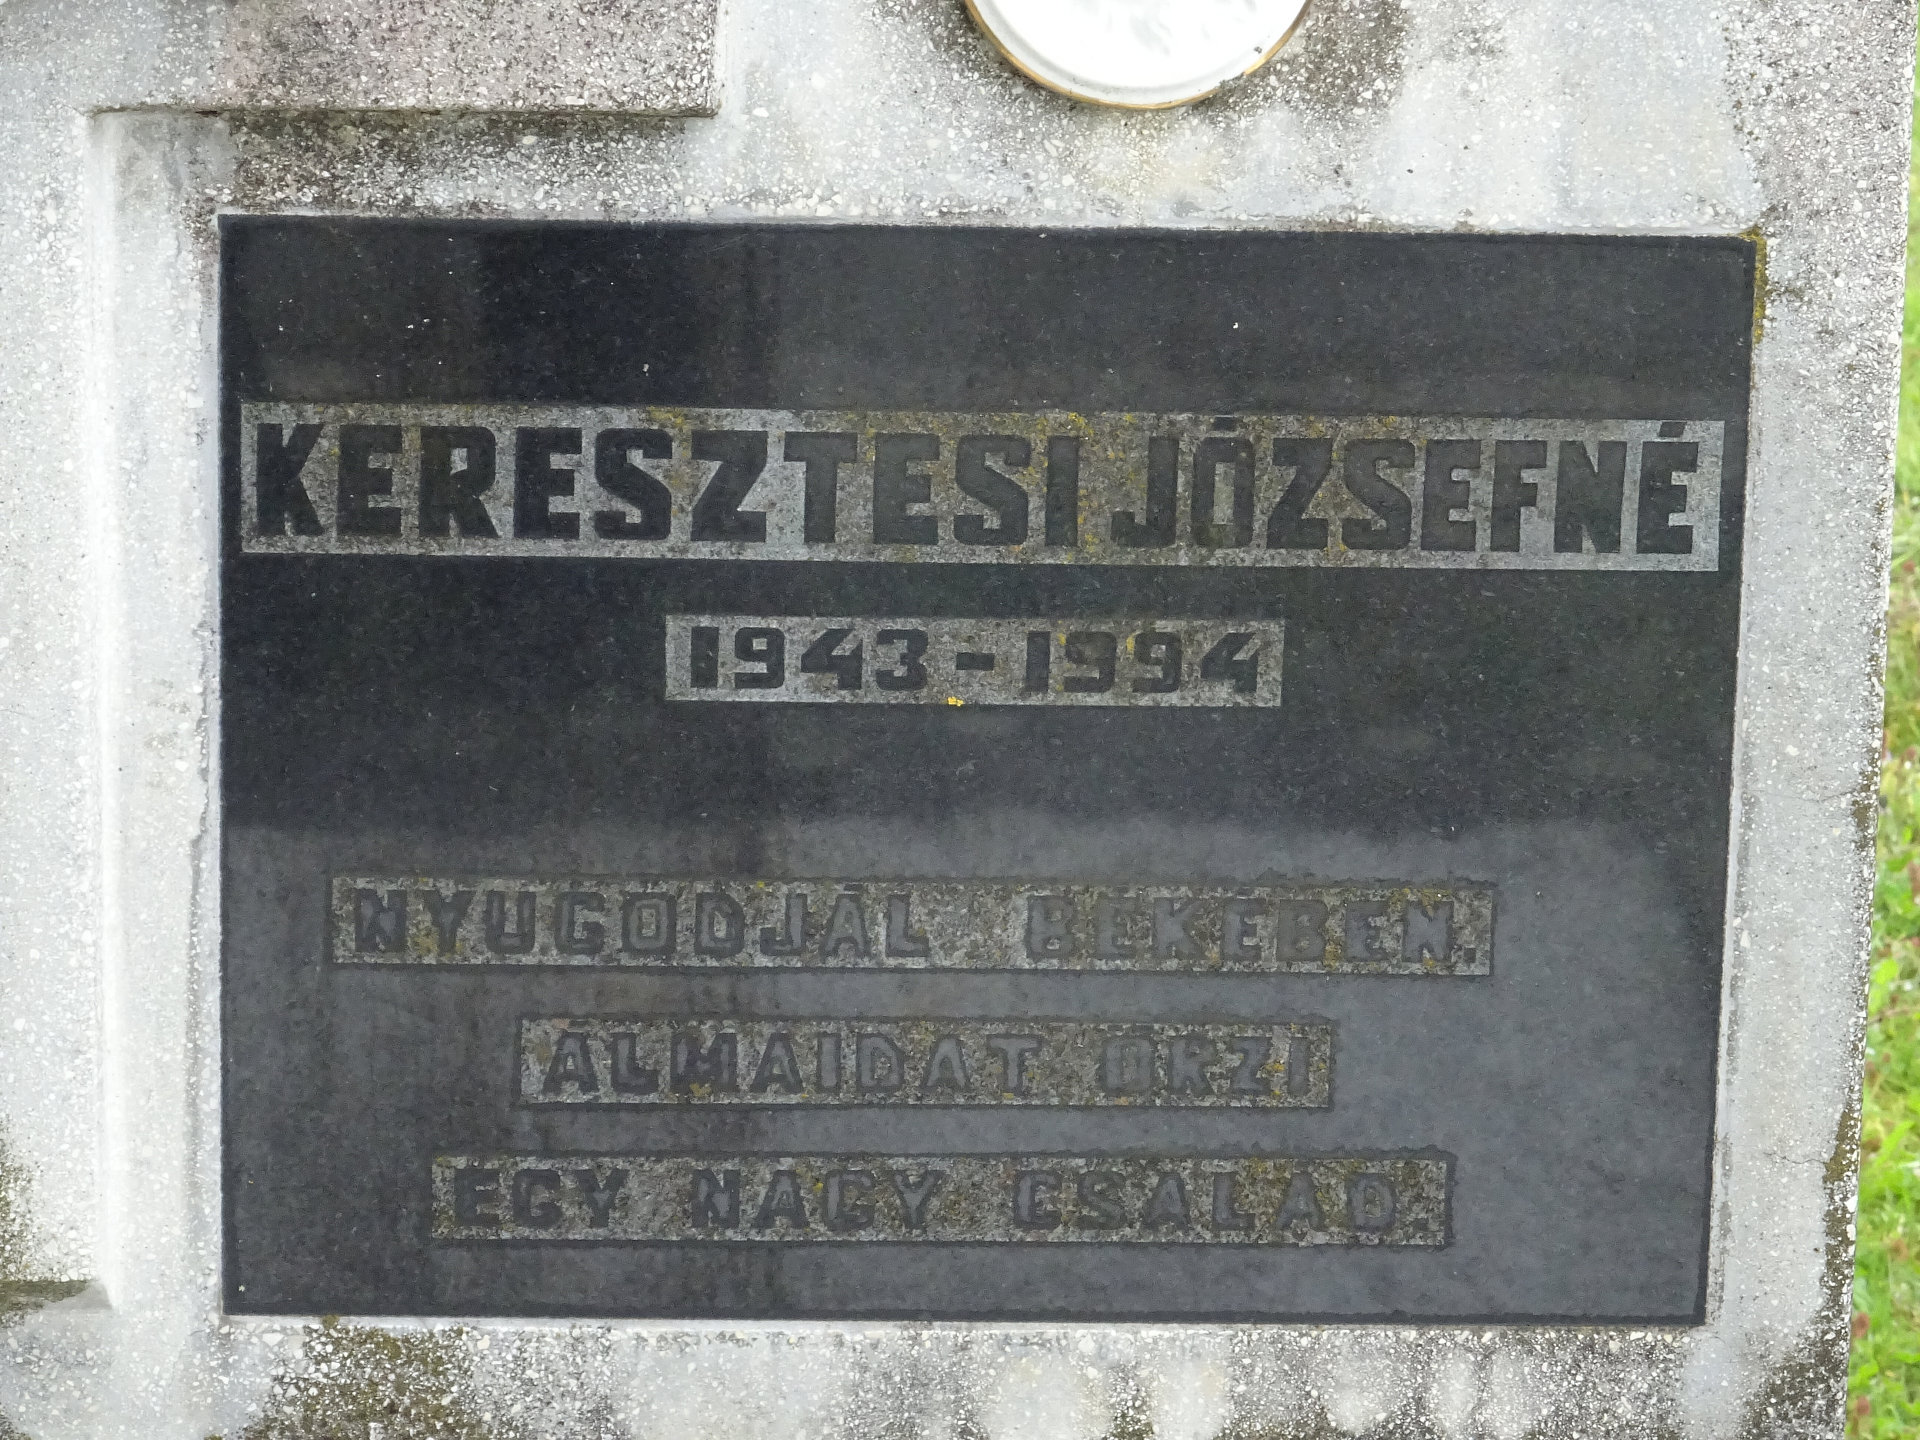 KERESZTESI JÓZSEFNÉ
1943-1994
NYUGODJÁL BÉKÉBEN.
ÁLMAIDAT ŐRZI
EGY NAGY CSALÁD.